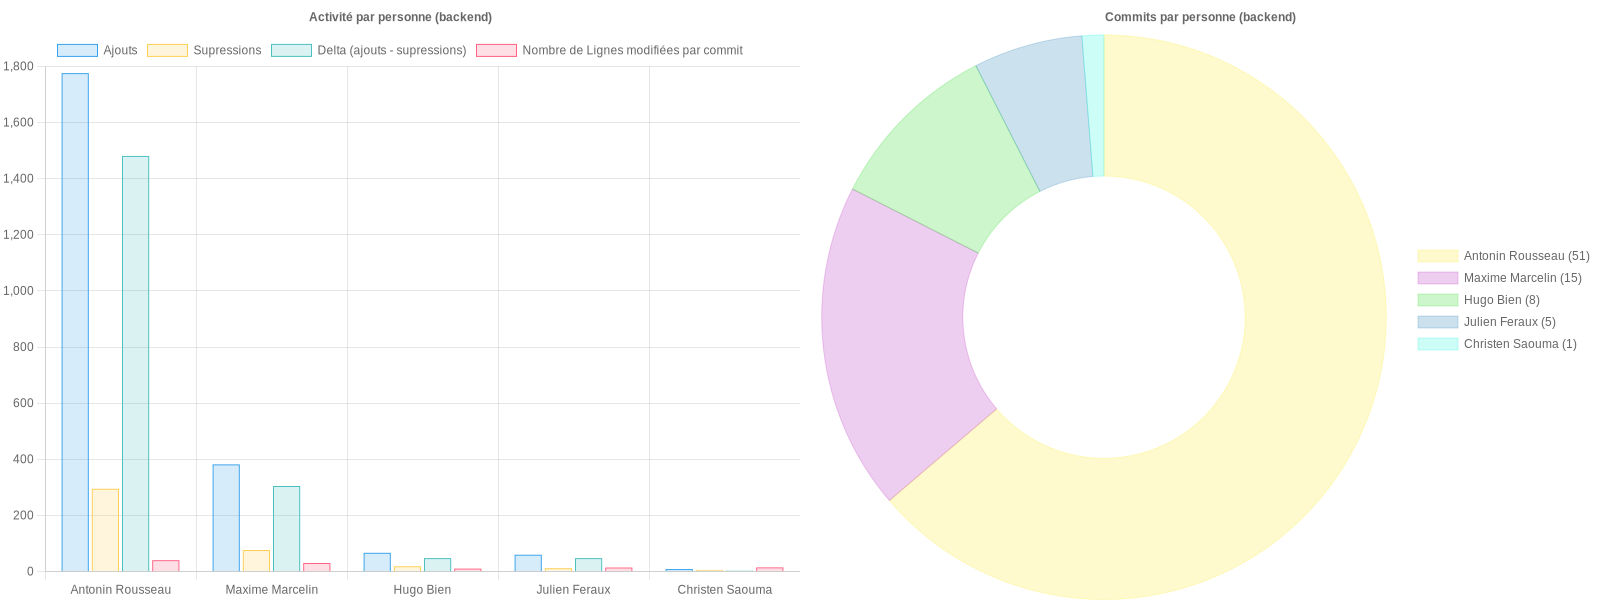 Activité par personne (backend)
Ajouts Supressions Delta (ajouts - supressions) Nombre de Lignes modifiées par commit
1,800
1,600
1,400
1,200
1,000
800
600
400
200
0
Antonin Rousseau Maxime Marcelin Hugo Bien Julien Feraux Christen Saouma
Commits par personne (backend)
Antonin Rousseau (51)
Maxime Marcelin (15)
Hugo Bien (8)
Julien Feraux (5)
Christen Saouma (1)